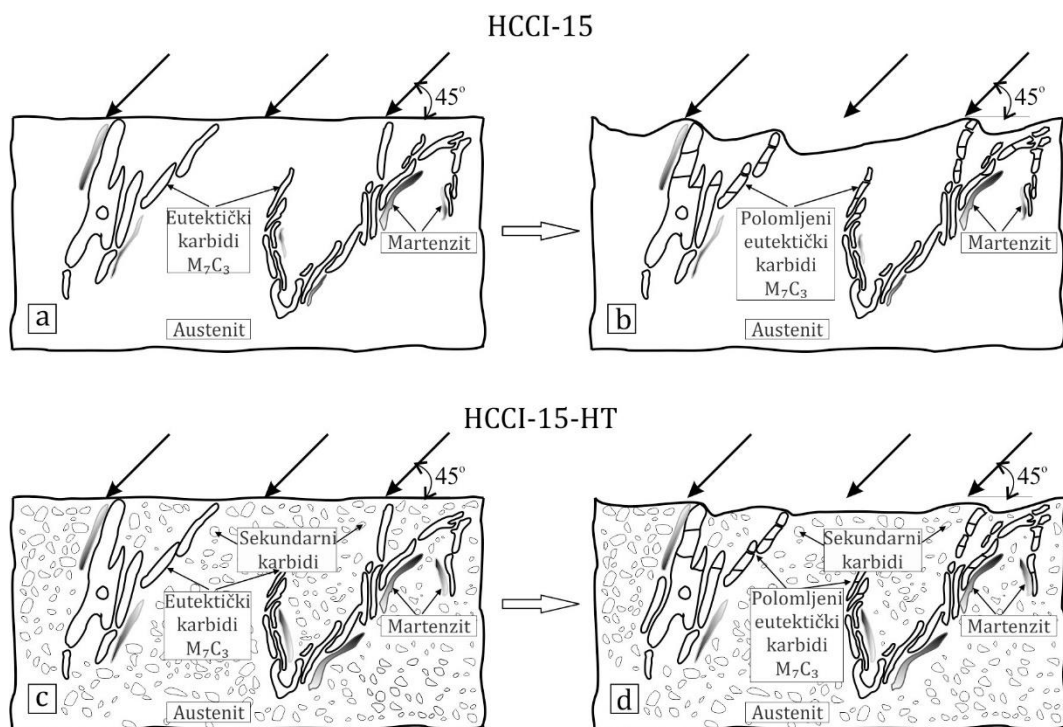 HCCI-15
45°
Eutektički
karbidi
M₇C₃
Martenzit
a
Austenit
45°
Polomljeni
eutektički
karbidi
M₇C₃
Martenzit
b
Austenit
HCCI-15-HT
45°
Sekundarni
karbidi
Eutektički
karbidi
M₇C₃
Martenzit
c
Austenit
45°
Sekundarni
karbidi
Polomljeni
eutektički
karbidi
M₇C₃
Martenzit
d
Austenit